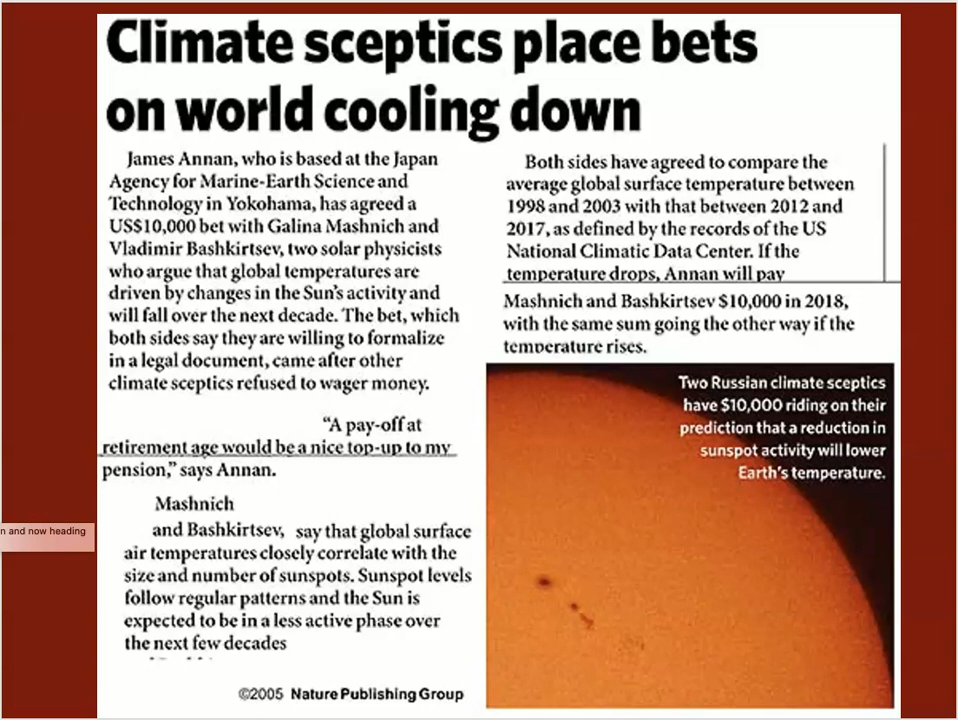 Climate sceptics place bets
on world cooling down
James Annan, who is based at the Japan
Agency for Marine-Earth Science and
Technology in Yokohama, has agreed a
US$10,000 bet with Galina Mashnich and
Vladimir Bashkirtsev, two solar physicists
who argue that global temperatures are
driven by changes in the Sun's activity and
will fall over the next decade. The bet, which
both sides say they are willing to formalize
in a legal document, came after other
climate sceptics refused to wager money.
“A pay-off at
retirement age would be a nice top-up to my
pension,” says Annan.
Mashnich
and Bashkirtsev, say that global surface
air temperatures closely correlate with the
size and number of sunspots. Sunspot levels
follow regular patterns and the Sun is
expected to be in a less active phase over
the next few decades
©2005 Nature Publishing Group
Both sides have agreed to compare the
average global surface temperature between
1998 and 2003 with that between 2012 and
2017, as defined by the records of the US
National Climatic Data Center. If the
temperature drops, Annan will pay
Mashnich and Bashkirtsev $10,000 in 2018,
with the same sum going the other way if the
temperature rises.
Two Russian climate sceptics
have $10,000 riding on their
prediction that a reduction in
sunspot activity will lower
Earth's temperature.
n and now heading